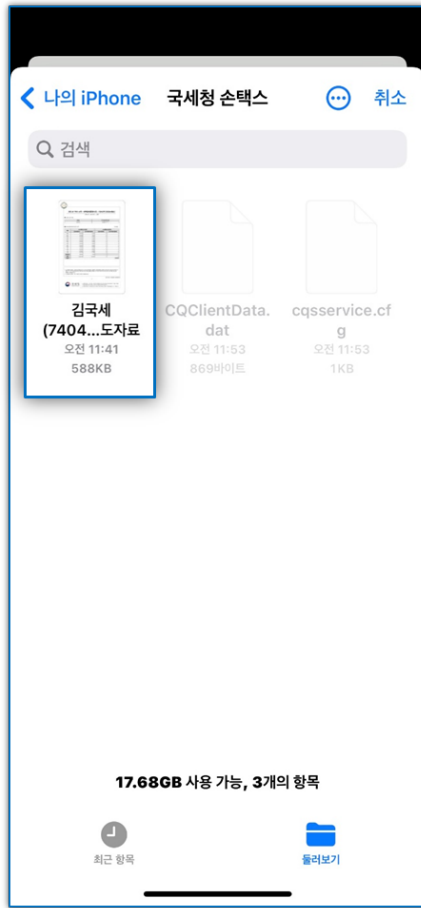 나의 iPhone 국세청 손택스 취소
검색
김국세
(7404...도자료
오전 11:41
588KB
CQClientData.
dat
오전 11:53
869바이트
cqsservice.cf
g
오전 11:53
1KB
17.68GB 사용 가능, 3개의 항목
최근 항목 둘러보기